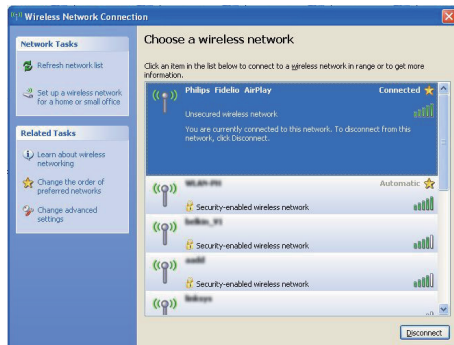 Wireless Network Connection
Network Tasks
Refresh network list
Set up a wireless network
for a home or small office
Related Tasks
Learn about wireless
networking
Change the order of
preferred networks
Change advanced
settings
Choose a wireless network
Click an item in the list below to connect to a wireless network in range or to get more
information.
Philips Fidelio AirPlay
Connected
Unsecured wireless network
You are currently connected to this network. To disconnect from this
network, click Disconnect.
Automatic
Security-enabled wireless network
Security-enabled wireless network
Security-enabled wireless network
Disconnect